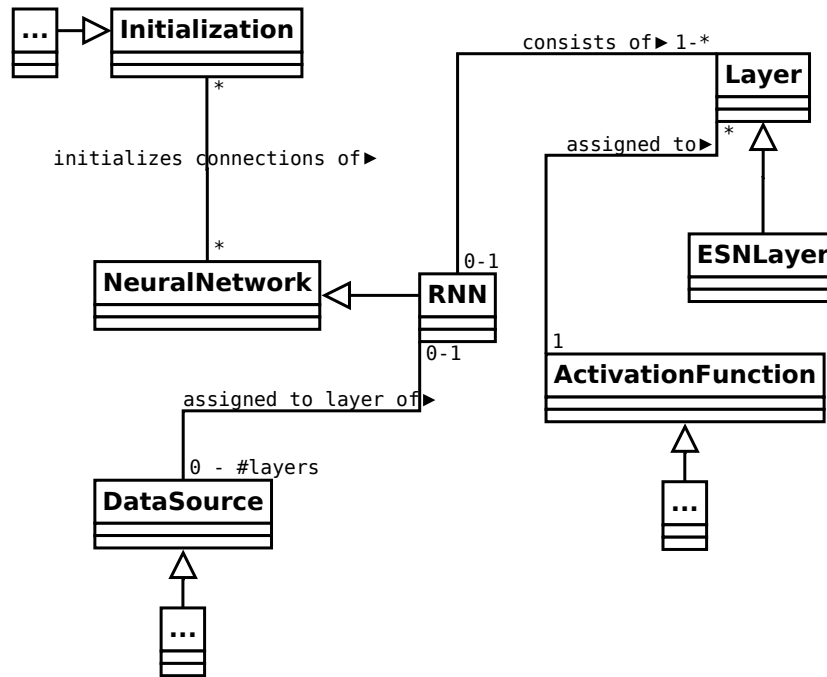 ... Initialization
consists of► 1-*
Layer
*
*
assigned to►
initializes connections of►
*
0-1
ESNLayer
NeuralNetwork
RNN
0-1
1
ActivationFunction
assigned to layer of►
0 - #layers
DataSource
...
...